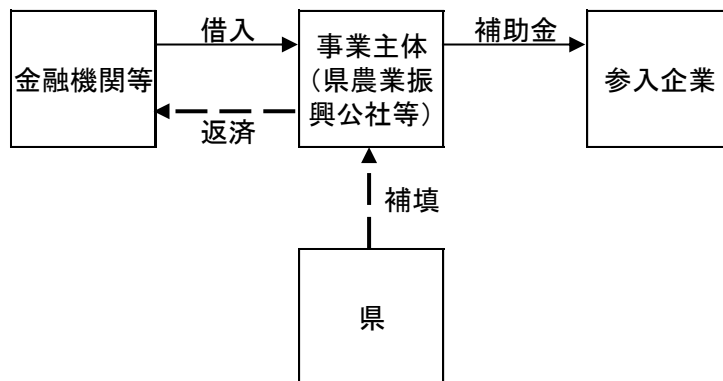 借入
補助金
金融機関等
事業主体
(県農業振
興公社等)
参入企業
返済
補填
県